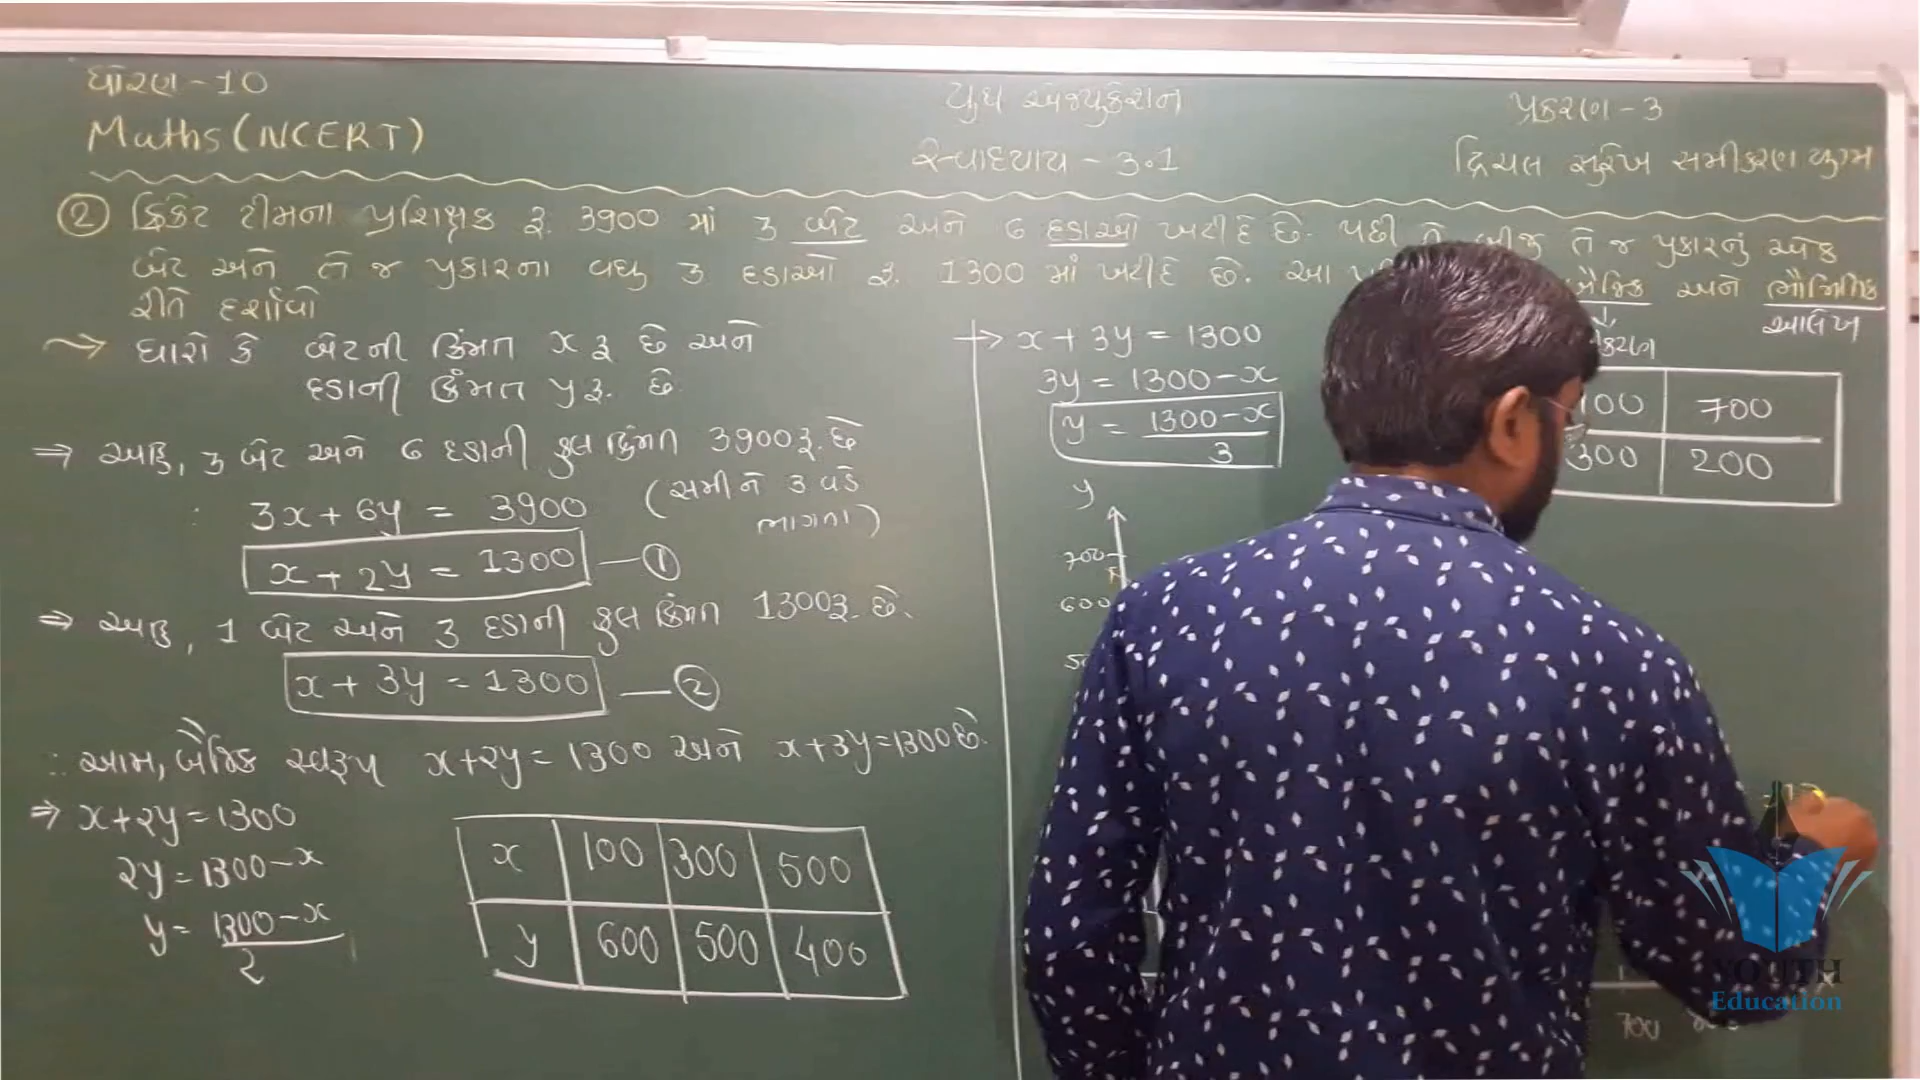 ધોરણ - 10
Maths (NCERT)
યુથ એજ્યુકેશન
સ્વાધ્યાય - 3.1
પ્રકરણ - 3
દ્વિચલ સુરેખ સમીકરણ યુગ્મ
② ક્રિકેટ ટીમના પ્રશિક્ષક રૂ. 3900 માં 3 બેટ અને 6 દડાઓ ખરીદે છે. પછી તે બીજું તે જ પ્રકારનું એક
બેટ અને તે જ પ્રકારના વધુ 3 દડાઓ રૂ. 1300 માં ખરીદે છે. આ બૈજિક અને ભૌમિતિક
રીતે દર્શાવો
આલેખ
ધારો કે બેટની કિંમત x રૂ છે અને
દડાની કિંમત y રૂ. છે.
⇒ અહીં, 3 બેટ અને 6 દડાની કુલ કિંમત 3900 રૂ. છે
∴ 3x + 6y = 3900 (સમીને 3 વડે
ભાગતા)
x + 2y = 1300 — ①
⇒ અહીં, 1 બેટ અને 3 દડાની કુલ કિંમત 1300 રૂ. છે.
x + 3y = 1300 — ②
∴ આમ, બૈજિક સ્વરૂપ x + 2y = 1300 અને x + 3y = 1300 છે.
⇒ x + 2y = 1300
2y = 1300 - x
y = 1300 - x
2
x 100 300 500
y 600 500 400
→ x + 3y = 1300
3y = 1300 - x
y = 1300 - x
3
100 700
300 200
y
700
600
700
YOUTH
Education